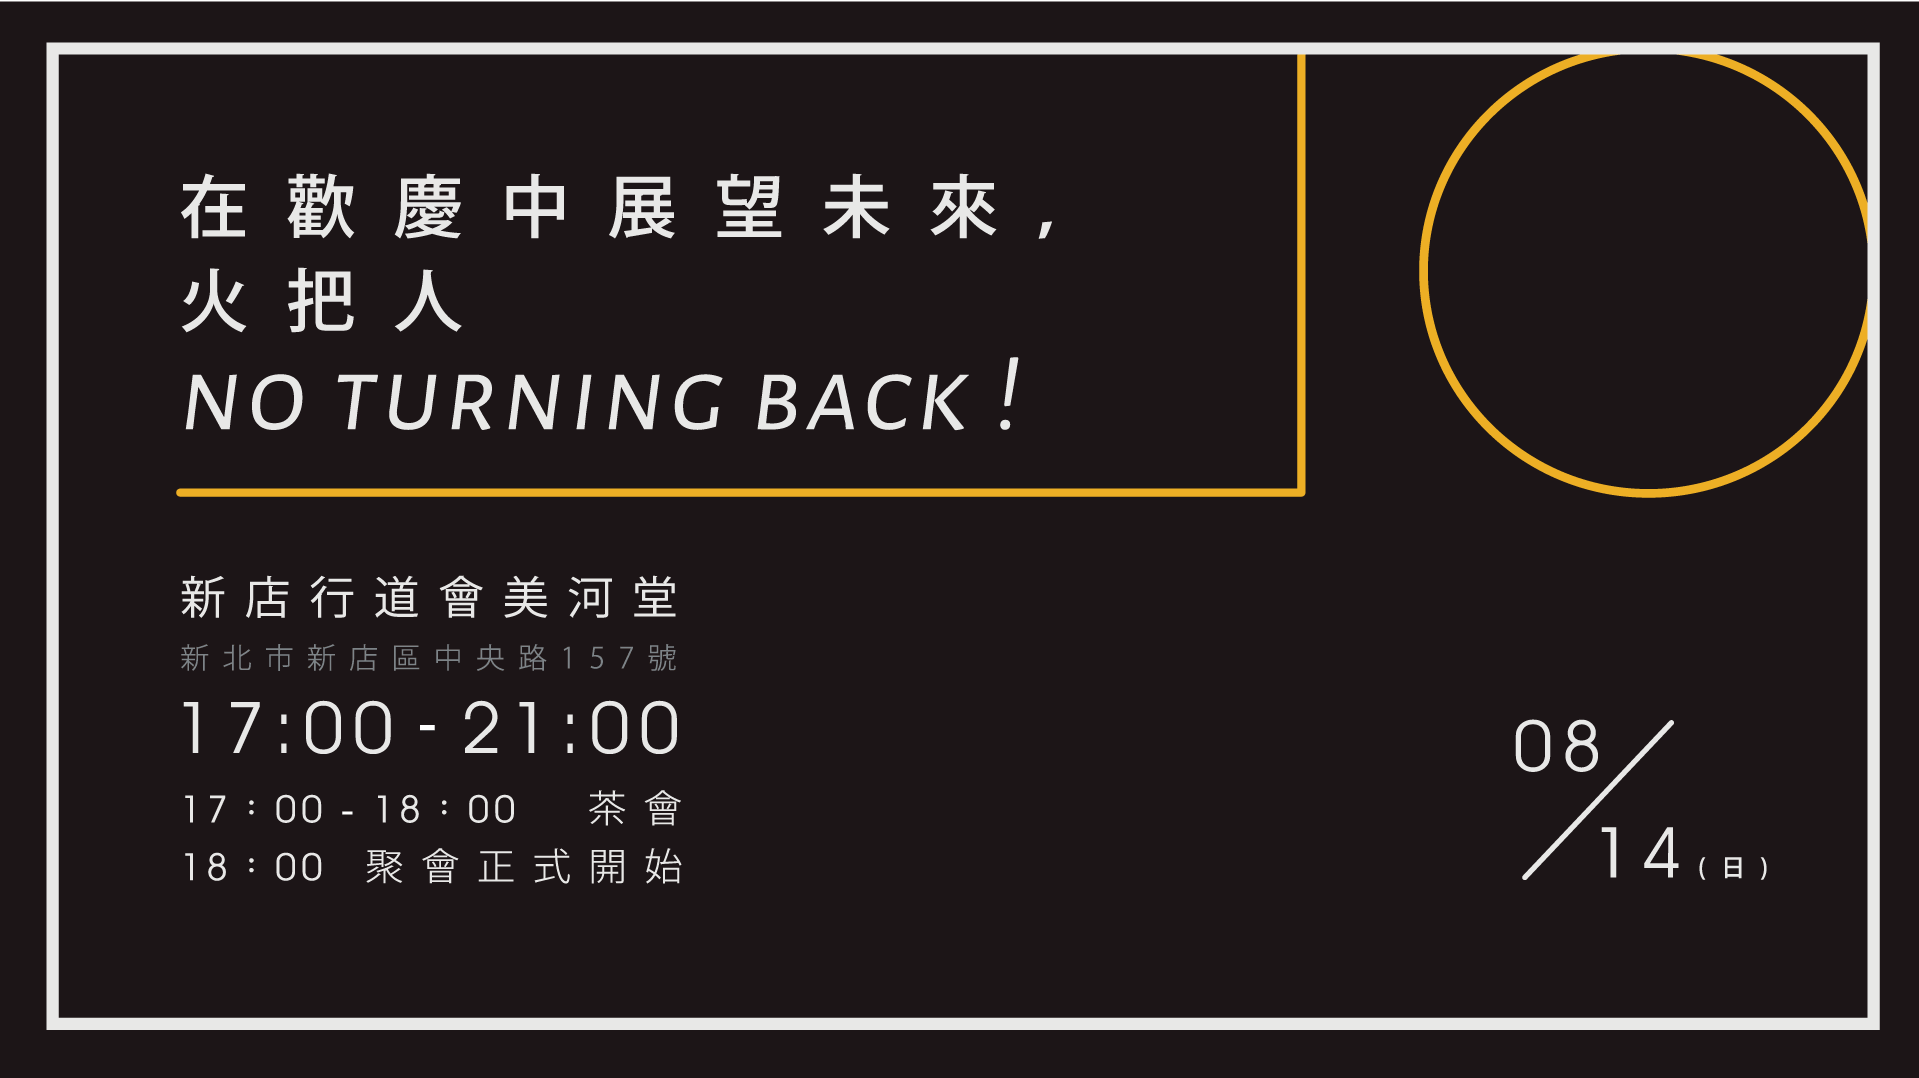 在歡慶中展望未來,
火把人
NO TURNING BACK!
新店行道會美河堂
新北市新店區中央路157號
17:00 - 21:00
17:00 - 18:00 茶會
18:00 聚會正式開始
08/14(日)